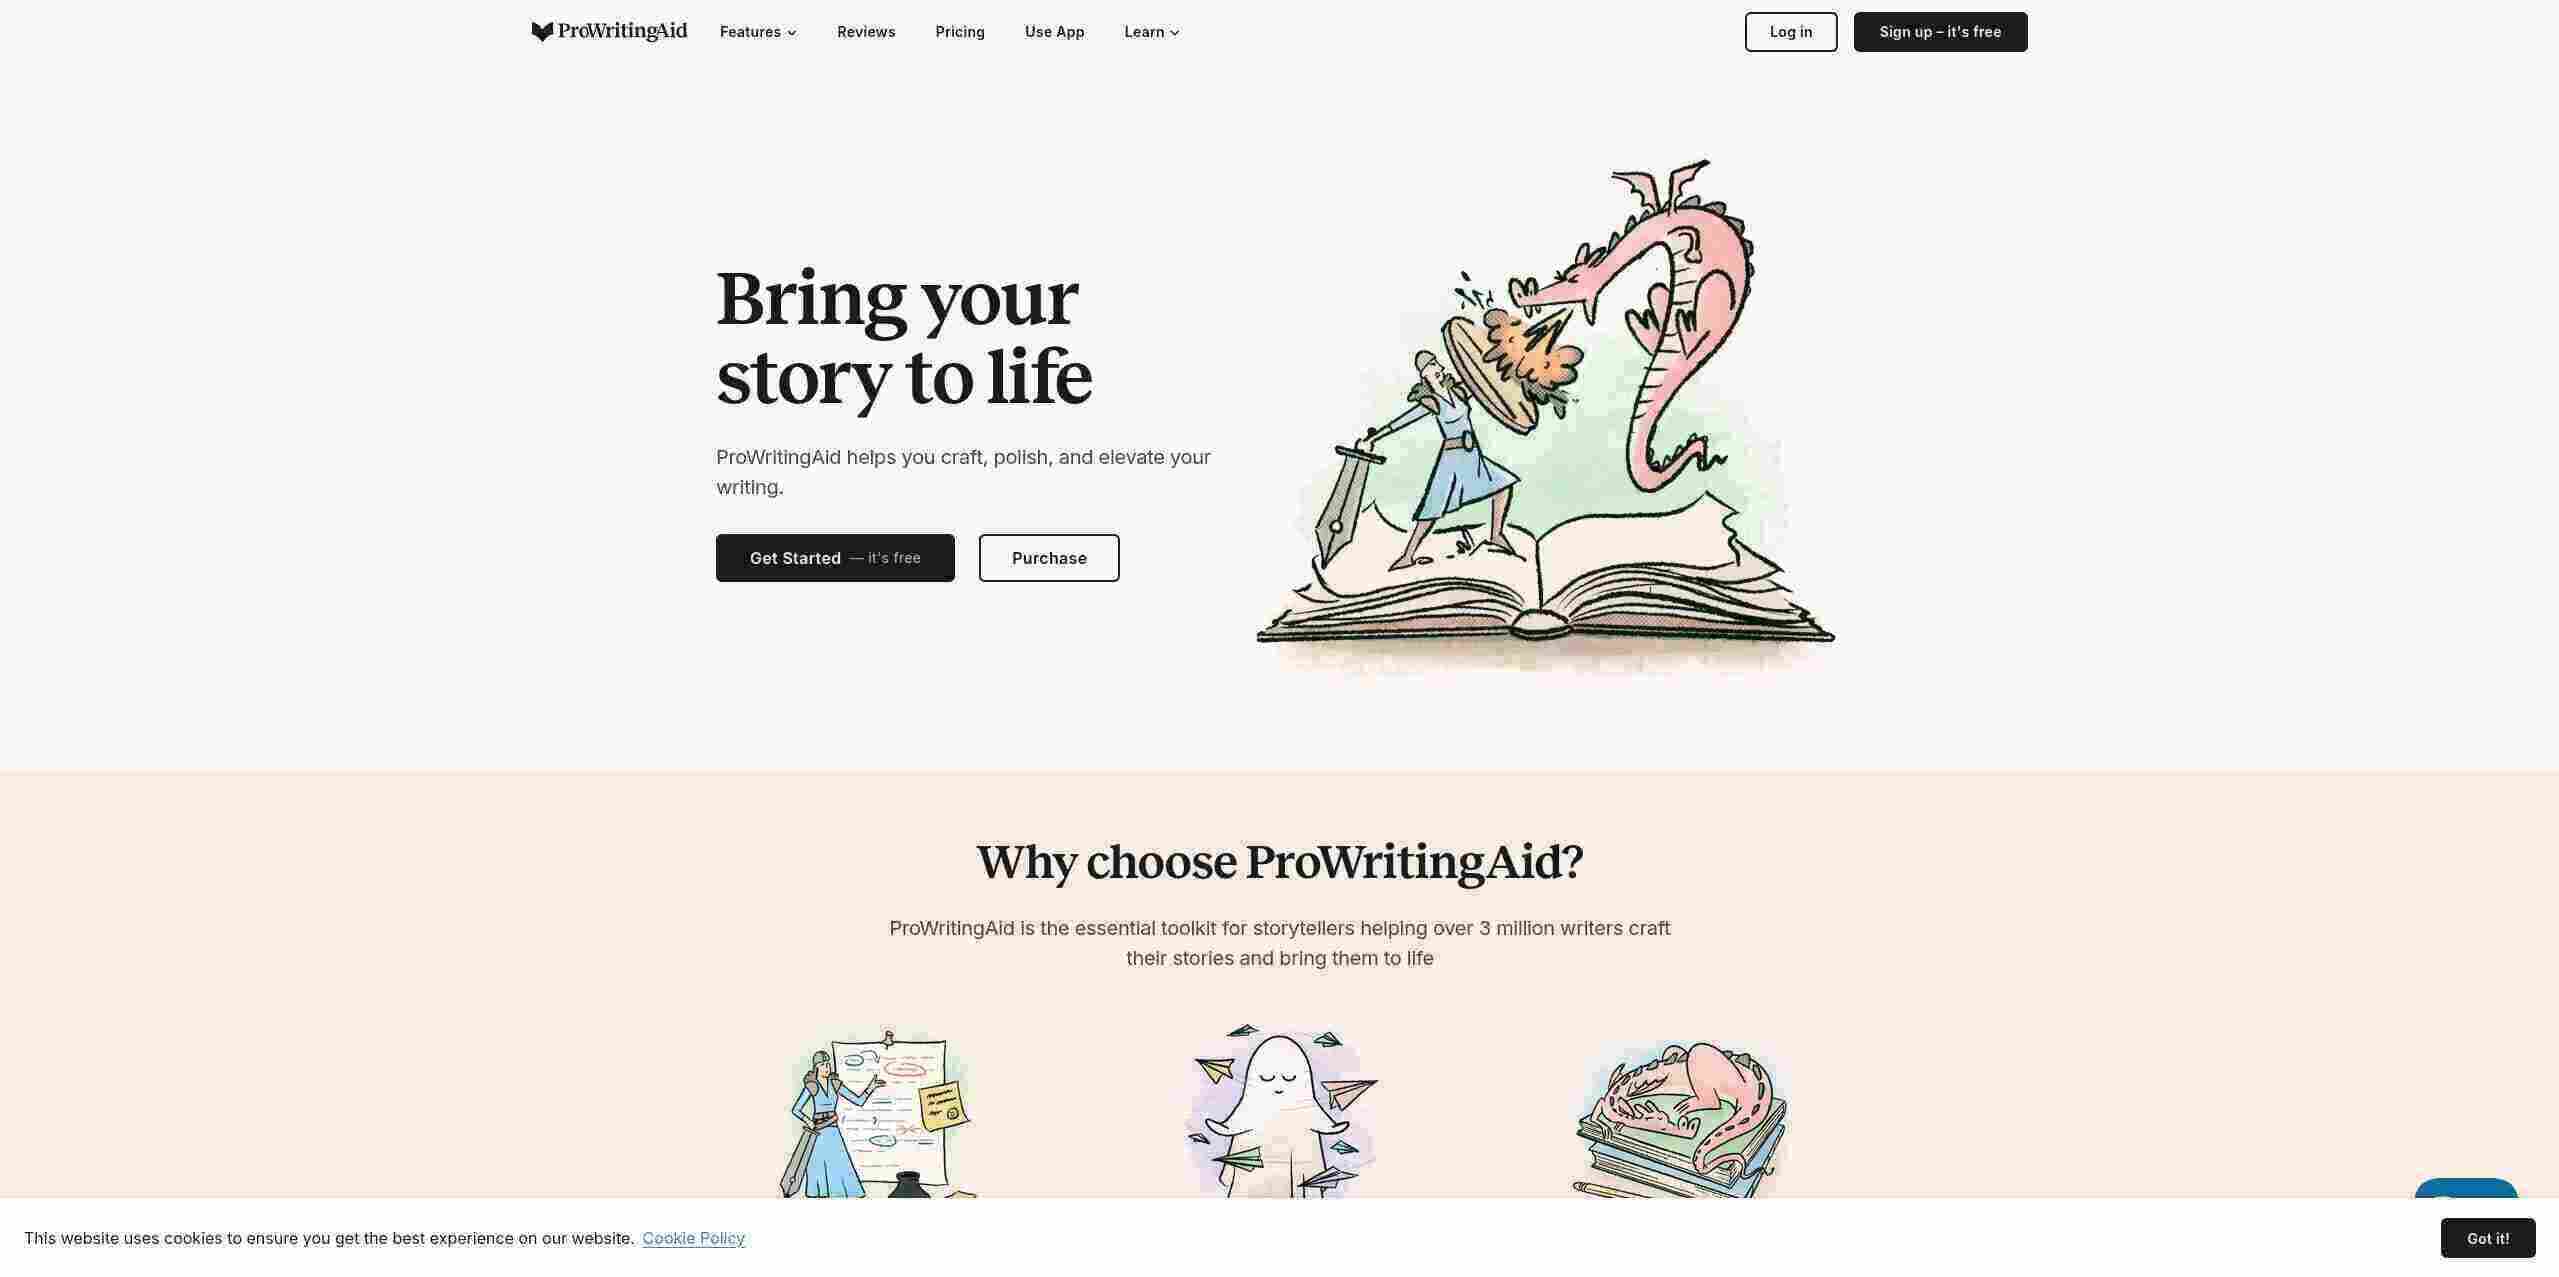 ProWritingAid Features Reviews Pricing Use App Learn Log in Sign up – it's free
Bring your
story to life
ProWritingAid helps you craft, polish, and elevate your
writing.
Get Started — it's free Purchase
Why choose ProWritingAid?
ProWritingAid is the essential toolkit for storytellers helping over 3 million writers craft
their stories and bring them to life
This website uses cookies to ensure you get the best experience on our website. Cookie Policy Got it!